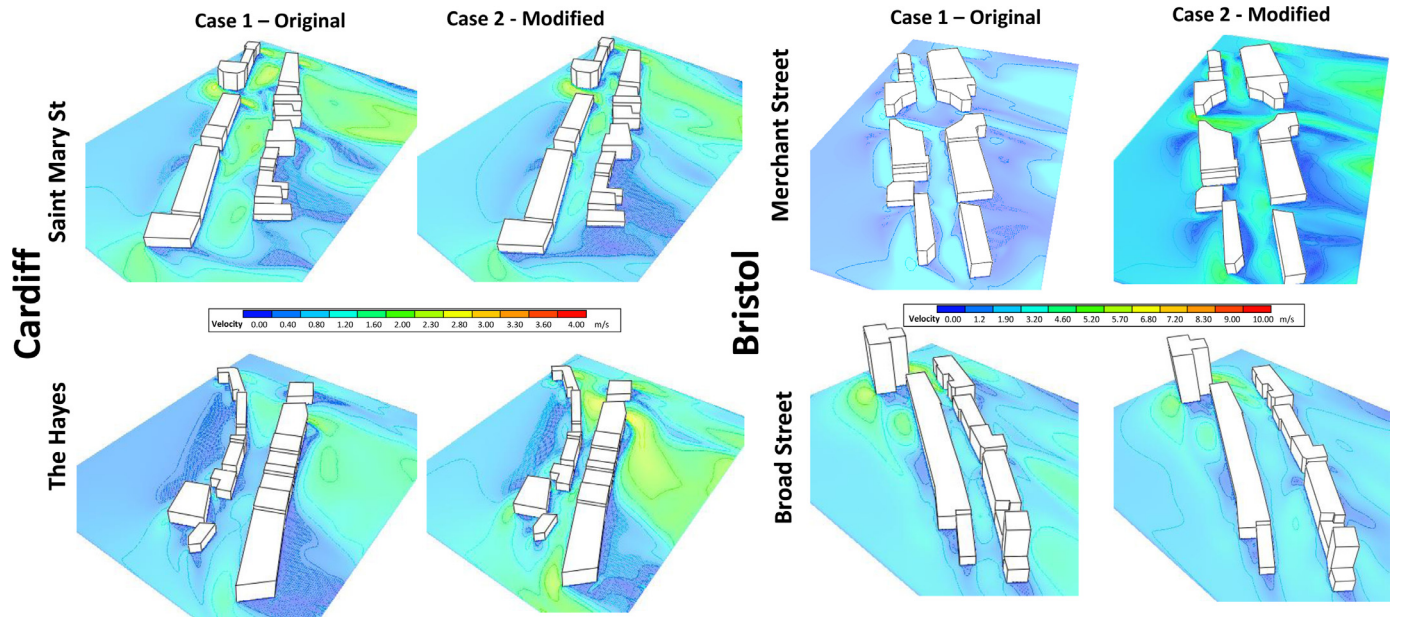 Case 1 – Original
Case 2 - Modified
Case 1 – Original
Case 2 - Modified
Cardiff
Saint Mary St
Velocity 0.00 0.40 0.80 1.20 1.60 2.00 2.30 2.80 3.00 3.30 3.60 4.00 m/s
The Hayes
Bristol
Merchant Street
Velocity 0.00 1.2 1.90 3.20 4.60 5.20 5.70 6.80 7.20 8.30 9.00 10.00 m/s
Broad Street